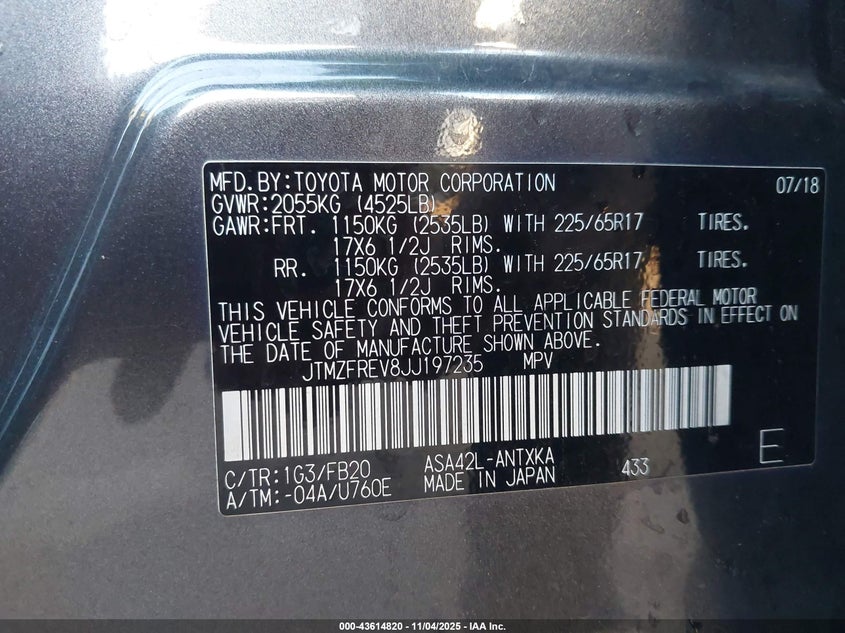 MFD.BY:TOYOTA MOTOR CORPORATION 07/18
GVWR:2055KG (4525LB)
GAWR:FRT. 1150KG (2535LB) WITH 225/65R17 TIRES.
17X6 1/2J RIMS.
RR. 1150KG (2535LB) WITH 225/65R17 TIRES.
17X6 1/2J RIMS.
THIS VEHICLE CONFORMS TO ALL APPLICABLE FEDERAL MOTOR
VEHICLE SAFETY AND THEFT PREVENTION STANDARDS IN EFFECT ON
THE DATE OF MANUFACTURE SHOWN ABOVE.
JTMZFREV8JJ197235 MPV
C/TR:1G3/FB20 ASA42L-ANTXKA 433 E
A/TM:-04A/U760E MADE IN JAPAN
000-43614820 - 11/04/2025 - IAA Inc.